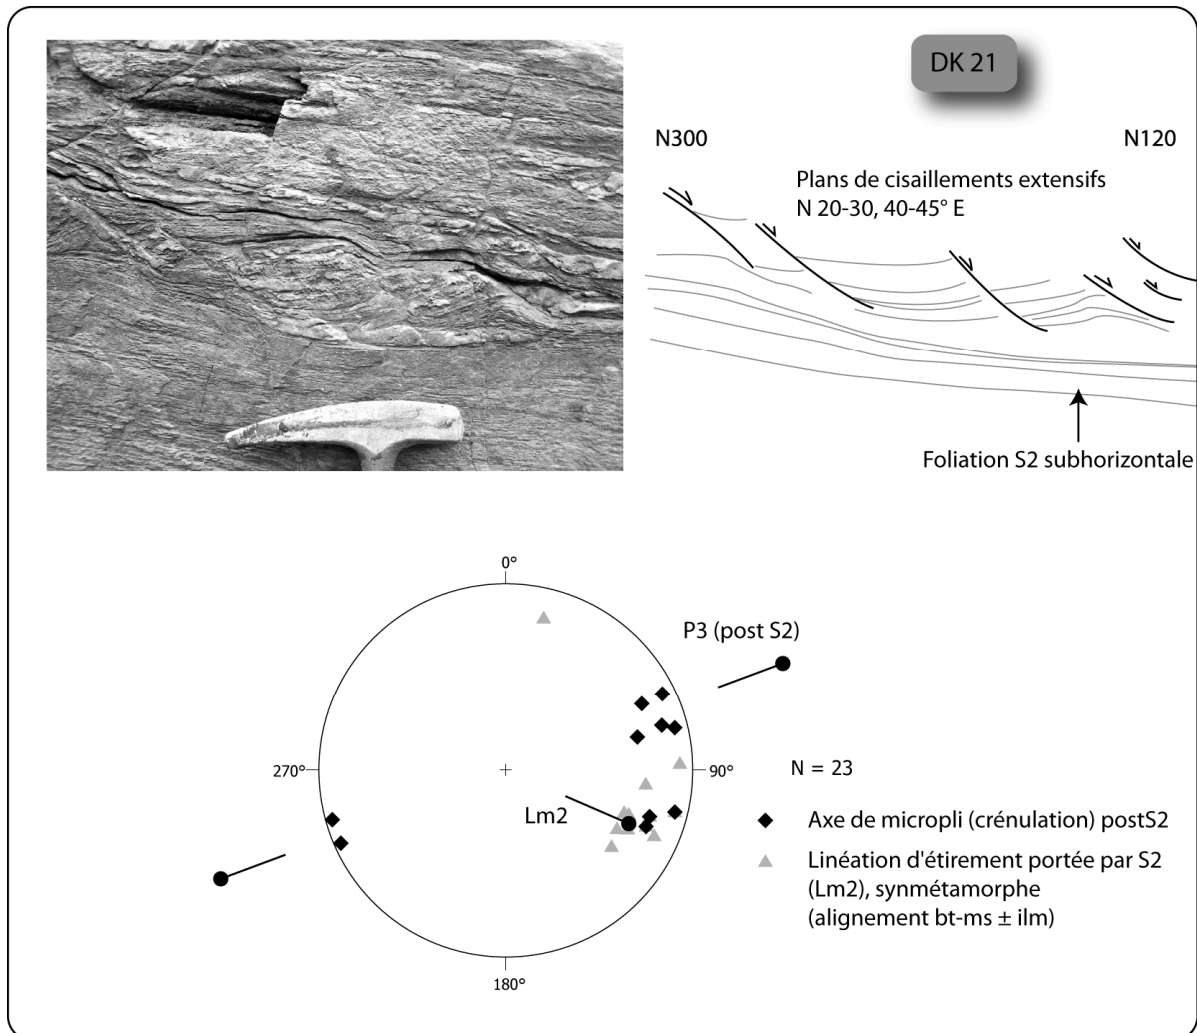 DK 21
N300
N120
Plans de cisaillements extensifs
N 20-30, 40-45° E
Foliation S2 subhorizontale
0°
P3 (post S2)
270°
90°
N = 23
Lm2
Axe de micropli (crénulation) postS2
Linéation d'étirement portée par S2
(Lm2), synmétamorphe
(alignement bt-ms ± ilm)
180°